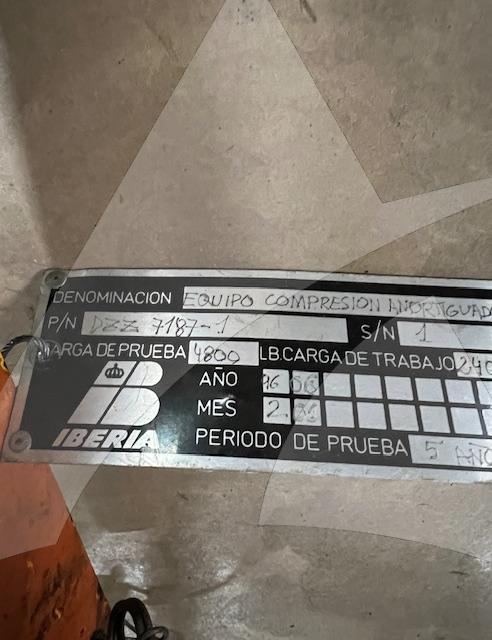 DENOMINACION EQUIPO COMPRESION AMORTIGUAD
P/N DZZ 7187-1 S/N 1
CARGA DE PRUEBA 4800 LB. CARGA DE TRABAJO 240
AÑO 96
MES 2
IBERIA PERIODO DE PRUEBA 5 AÑO